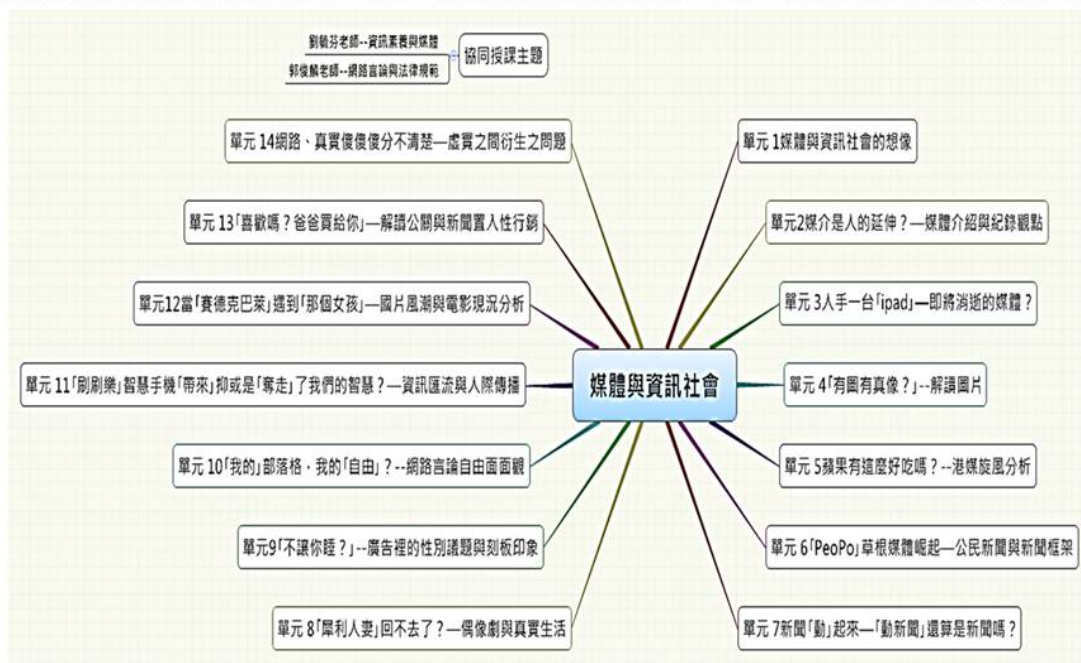 劉毓芬老師--資訊素養與媒體
郭俊麟老師--網路言論與法律規範
協同授課主題
媒體與資訊社會
單元 1媒體與資訊社會的想像
單元2媒介是人的延伸？—媒體介紹與紀錄觀點
單元 3人手一台「ipad」—即將消逝的媒體？
單元 4「有圖有真像？」--解讀圖片
單元 5蘋果有這麼好吃嗎？--港媒旋風分析
單元 6「PeoPo」草根媒體崛起—公民新聞與新聞框架
單元 7新聞「動」起來—「動新聞」還算是新聞嗎？
單元 8「犀利人妻」回不去了？—偶像劇與真實生活
單元9「不讓你睡？」--廣告裡的性別議題與刻板印象
單元 10「我的」部落格，我的「自由」？--網路言論自由面面觀
單元 11「刷刷樂」智慧手機「帶來」抑或是「奪走」了我們的智慧？—資訊匯流與人際傳播
單元12當「賽德克巴萊」遇到「那個女孩」—國片風潮與電影現況分析
單元 13「喜歡嗎？爸爸買給你」—解讀公關與新聞置入性行銷
單元 14網路、真實傻傻傻分不清楚—虛實之間衍生之問題